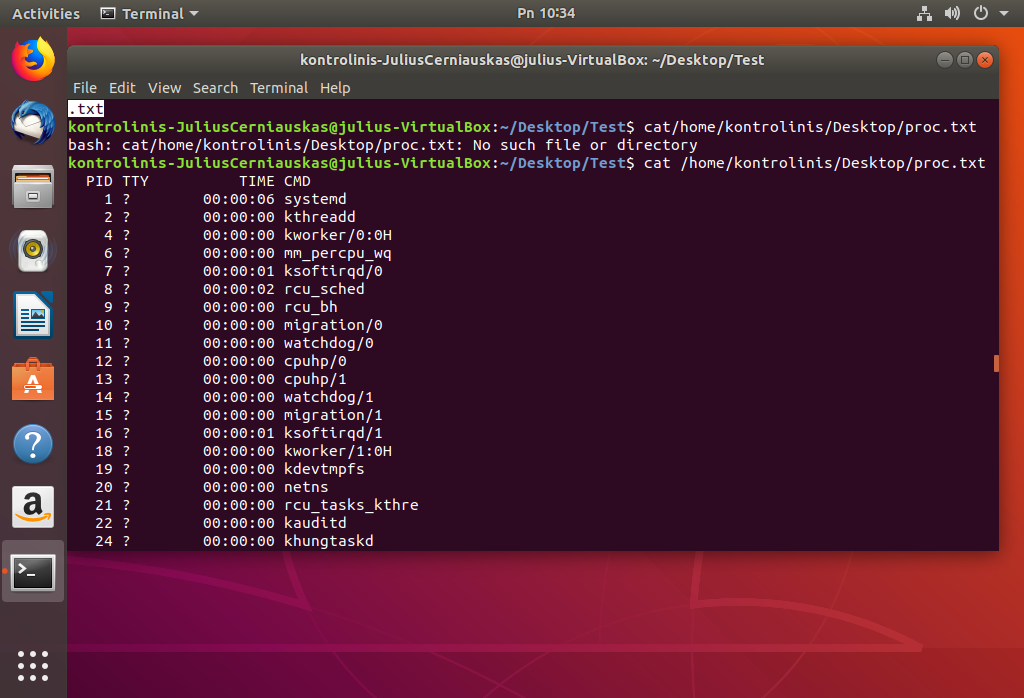 Activities Terminal Pn 10:34
kontrolinis-JuliusCerniauskas@julius-VirtualBox: ~/Desktop/Test
File Edit View Search Terminal Help
.txt
kontrolinis-JuliusCerniauskas@julius-VirtualBox:~/Desktop/Test$ cat/home/kontrolinis/Desktop/proc.txt
bash: cat/home/kontrolinis/Desktop/proc.txt: No such file or directory
kontrolinis-JuliusCerniauskas@julius-VirtualBox:~/Desktop/Test$ cat /home/kontrolinis/Desktop/proc.txt
  PID TTY          TIME CMD
    1 ?        00:00:06 systemd
    2 ?        00:00:00 kthreadd
    4 ?        00:00:00 kworker/0:0H
    6 ?        00:00:00 mm_percpu_wq
    7 ?        00:00:01 ksoftirqd/0
    8 ?        00:00:02 rcu_sched
    9 ?        00:00:00 rcu_bh
   10 ?        00:00:00 migration/0
   11 ?        00:00:00 watchdog/0
   12 ?        00:00:00 cpuhp/0
   13 ?        00:00:00 cpuhp/1
   14 ?        00:00:00 watchdog/1
   15 ?        00:00:00 migration/1
   16 ?        00:00:01 ksoftirqd/1
   18 ?        00:00:00 kworker/1:0H
   19 ?        00:00:00 kdevtmpfs
   20 ?        00:00:00 netns
   21 ?        00:00:00 rcu_tasks_kthre
   22 ?        00:00:00 kauditd
   24 ?        00:00:00 khungtaskd